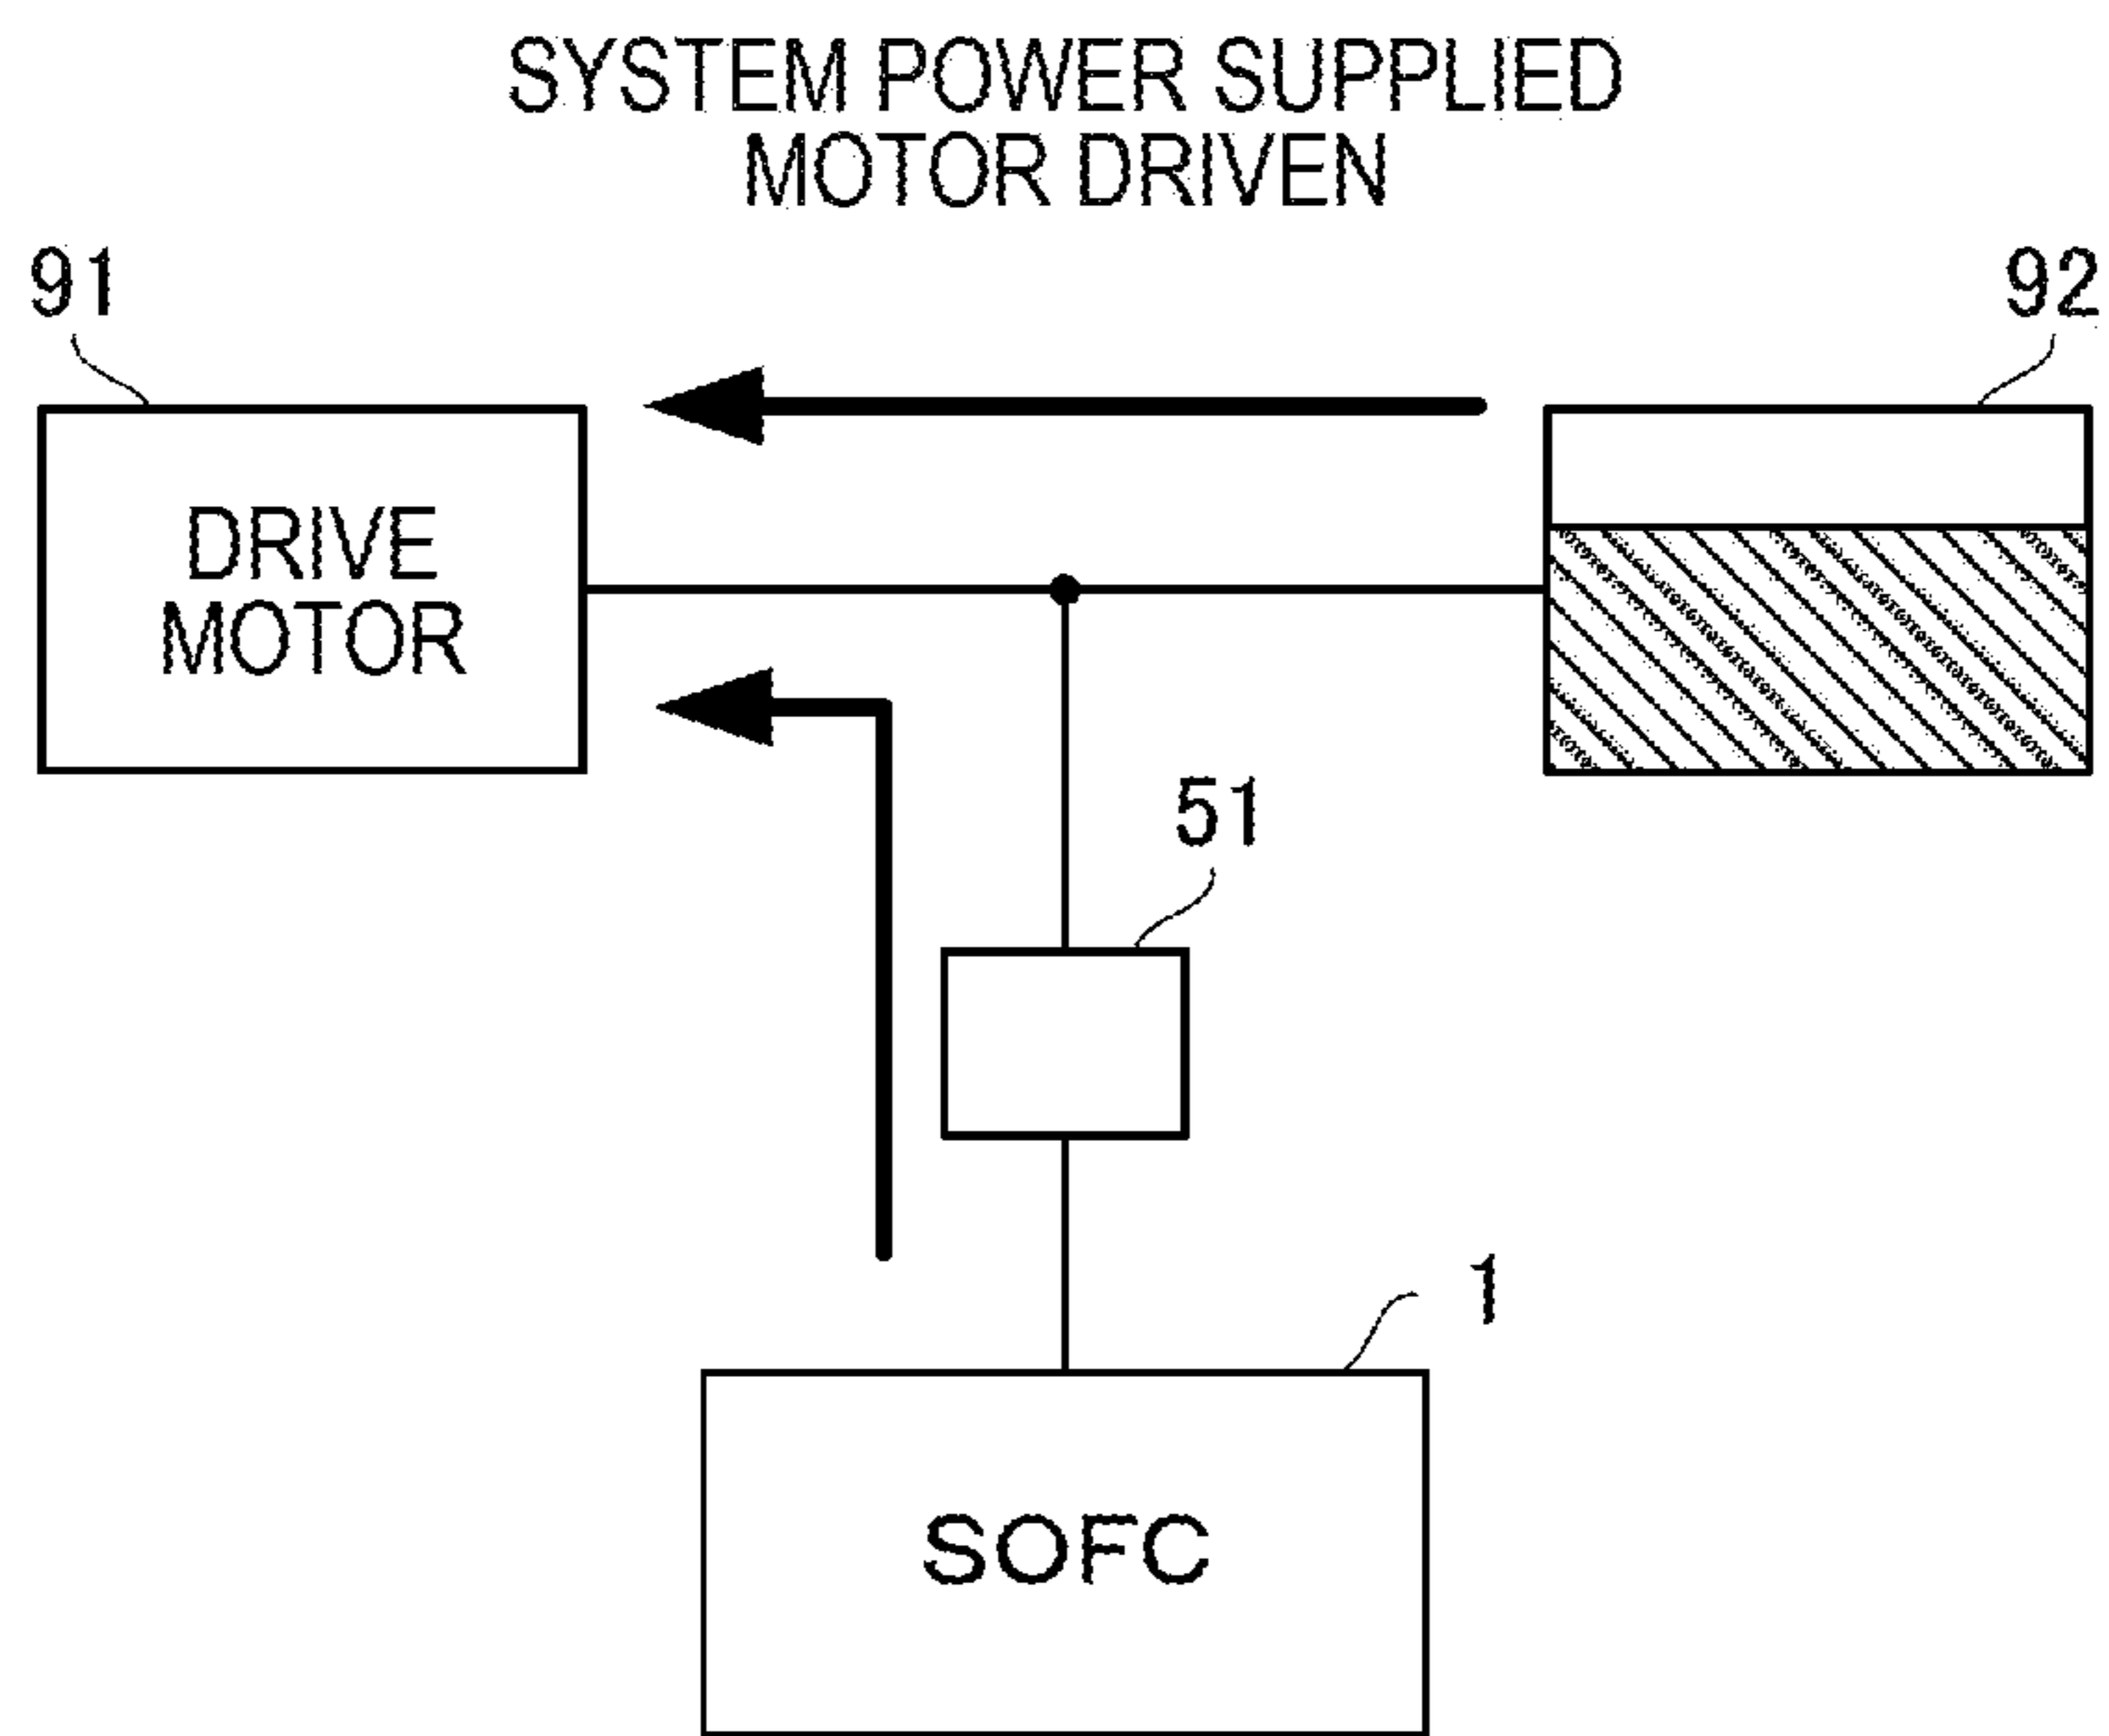 SYSTEM POWER SUPPLIED
MOTOR DRIVEN
91
92
DRIVE
MOTOR
51
1
SOFC